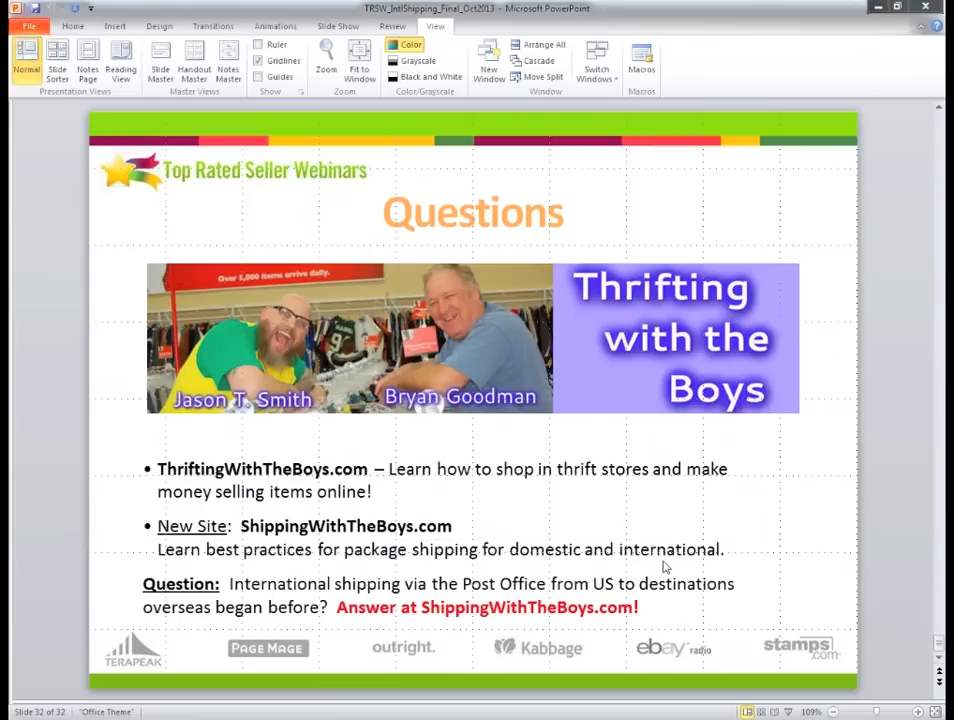 TRSW_IntlShipping_Final_Oct2013 - Microsoft PowerPoint
File Home Insert Design Transitions Animations Slide Show Review View
Normal Slide Sorter Notes Page Reading View Slide Master Handout Master Notes Master Ruler Gridlines Guides Zoom Fit to Window Color Grayscale Black and White New Window Arrange All Cascade Move Split Switch Windows Macros
Presentation Views Master Views Show Zoom Color/Grayscale Window Macros
Top Rated Seller Webinars
Questions
Over 5,000 items arrive daily.
Jason T. Smith
Bryan Goodman
Thrifting
with the
Boys
• ThriftingWithTheBoys.com – Learn how to shop in thrift stores and make
money selling items online!
• New Site: ShippingWithTheBoys.com
Learn best practices for package shipping for domestic and international.
Question: International shipping via the Post Office from US to destinations
overseas began before? Answer at ShippingWithTheBoys.com!
TERAPEAK PAGEMAGE outright. Kabbage ebay radio stamps.com
Slide 32 of 32 "Office Theme" 109%